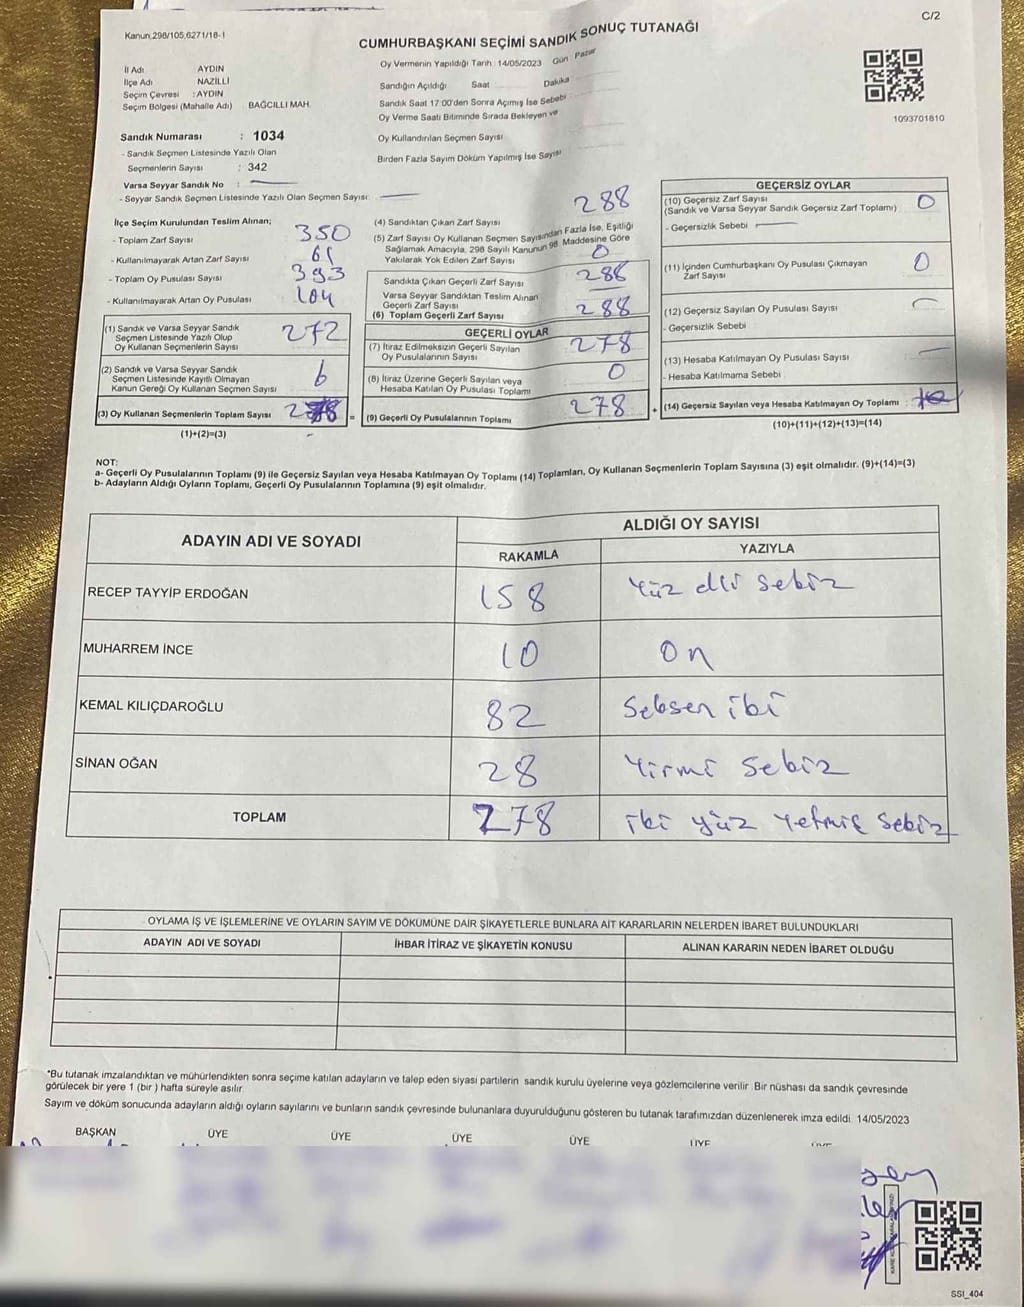 C/2
Kanun;298/105,6271/18-I
CUMHURBAŞKANI SEÇİMİ SANDIK SONUÇ TUTANAĞI
İl Adı AYDIN
İlçe Adı NAZİLLİ
Seçim Çevresi :AYDIN
Seçim Bölgesi (Mahalle Adı) : BAĞCILLI MAH.
Oy Vermenin Yapıldığı Tarih 14/05/2023 Gün Pazar
Sandığın Açıldığı Saat Dakika
Sandık Saat 17:00'den Sonra Açımış İse Sebebi
Oy Verme Saati Bitiminde Sırada Bekleyen ve
Oy Kullandırılan Seçmen Sayısı
Birden Fazla Sayım Döküm Yapılmış İse Sayısı
1093701810
Sandık Numarası : 1034
- Sandık Seçmen Listesinde Yazılı Olan
Seçmenlerin Sayısı : 342
Varsa Seyyar Sandık No :
- Seyyar Sandık Seçmen Listesinde Yazılı Olan Seçmen Sayısı:
İlçe Seçim Kurulundan Teslim Alınan;
- Toplam Zarf Sayısı 350
- Kullanılmayarak Artan Zarf Sayısı 61
- Toplam Oy Pusulası Sayısı 393
- Kullanılmayarak Artan Oy Pusulası 104
(1) Sandık ve Varsa Seyyar Sandık
Seçmen Listesinde Yazılı Olup
Oy Kullanan Seçmenlerin Sayısı 272
(2) Sandık ve Varsa Seyyar Sandık
Seçmen Listesinde Kayıtlı Olmayan
Kanun Gereği Oy Kullanan Seçmen Sayısı 6
(3) Oy Kullanan Seçmenlerin Toplam Sayısı =
(1)+(2)=(3)
(4) Sandıktan Çıkan Zarf Sayısı 288
(5) Zarf Sayısı Oy Kullanan Seçmen Sayısından Fazla İse, Eşitliği
Sağlamak Amacıyla, 298 Sayılı Kanunun 98. Maddesine Göre
Yakılarak Yok Edilen Zarf Sayısı 0
Sandıkta Çıkan Geçerli Zarf Sayısı 288
Varsa Seyyar Sandıktan Teslim Alınan
Geçerli Zarf Sayısı
(6) Toplam Geçerli Zarf Sayısı 288
GEÇERLİ OYLAR
(7) İtiraz Edilmeksizin Geçerli Sayılan
Oy Pusulalarının Sayısı 278
(8) İtiraz Üzerine Geçerli Sayılan veya
Hesaba Katılan Oy Pusulası Toplamı 0
(9) Geçerli Oy Pusulalarının Toplamı 278 +
GEÇERSİZ OYLAR
(10) Geçersiz Zarf Sayısı 0
(Sandık ve Varsa Seyyar Sandık Geçersiz Zarf Toplamı)
- Geçersizlik Sebebi
(11) İçinden Cumhurbaşkanı Oy Pusulası Çıkmayan 0
Zarf Sayısı
(12) Geçersiz Sayılan Oy Pusulası Sayısı
- Geçersizlik Sebebi
(13) Hesaba Katılmayan Oy Pusulası Sayısı
- Hesaba Katılmama Sebebi
(14) Geçersiz Sayılan veya Hesaba Katılmayan Oy Toplamı :
(10)+(11)+(12)+(13)=(14)
NOT:
a- Geçerli Oy Pusulalarının Toplamı (9) ile Geçersiz Sayılan veya Hesaba Katılmayan Oy Toplamı (14) Toplamları, Oy Kullanan Seçmenlerin Toplam Sayısına (3) eşit olmalıdır. (9)+(14)=(3)
b- Adayların Aldığı Oyların Toplamı, Geçerli Oy Pusulalarının Toplamına (9) eşit olmalıdır.
ADAYIN ADI VE SOYADI ALDIĞI OY SAYISI
RAKAMLA YAZIYLA
RECEP TAYYİP ERDOĞAN 158 Yüz elli sekiz
MUHARREM İNCE 10 On
KEMAL KILIÇDAROĞLU 82 Seksen iki
SİNAN OĞAN 28 Yirmi sekiz
TOPLAM 278 iki yüz Yetmiş sekiz
OYLAMA İŞ VE İŞLEMLERİNE VE OYLARIN SAYIM VE DÖKÜMÜNE DAİR ŞİKAYETLERLE BUNLARA AİT KARARLARIN NELERDEN İBARET BULUNDUKLARI
ADAYIN ADI VE SOYADI İHBAR İTİRAZ VE ŞİKAYETİN KONUSU ALINAN KARARIN NEDEN İBARET OLDUĞU
*Bu tutanak imzalandıktan ve mühürlendikten sonra seçime katılan adayların ve talep eden siyasi partilerin sandık kurulu üyelerine veya gözlemcilerine verilir. Bir nüshası da sandık çevresinde
görülecek bir yere 1 (bir ) hafta süreyle asılır.
Sayım ve döküm sonucunda adayların aldığı oyların sayılarını ve bunların sandık çevresinde bulunanlara duyurulduğunu gösteren bu tutanak tarafımızdan düzenlenerek imza edildi. 14/05/2023
BAŞKAN ÜYE ÜYE ÜYE ÜYE ÜYE ÜYE
SSI_404